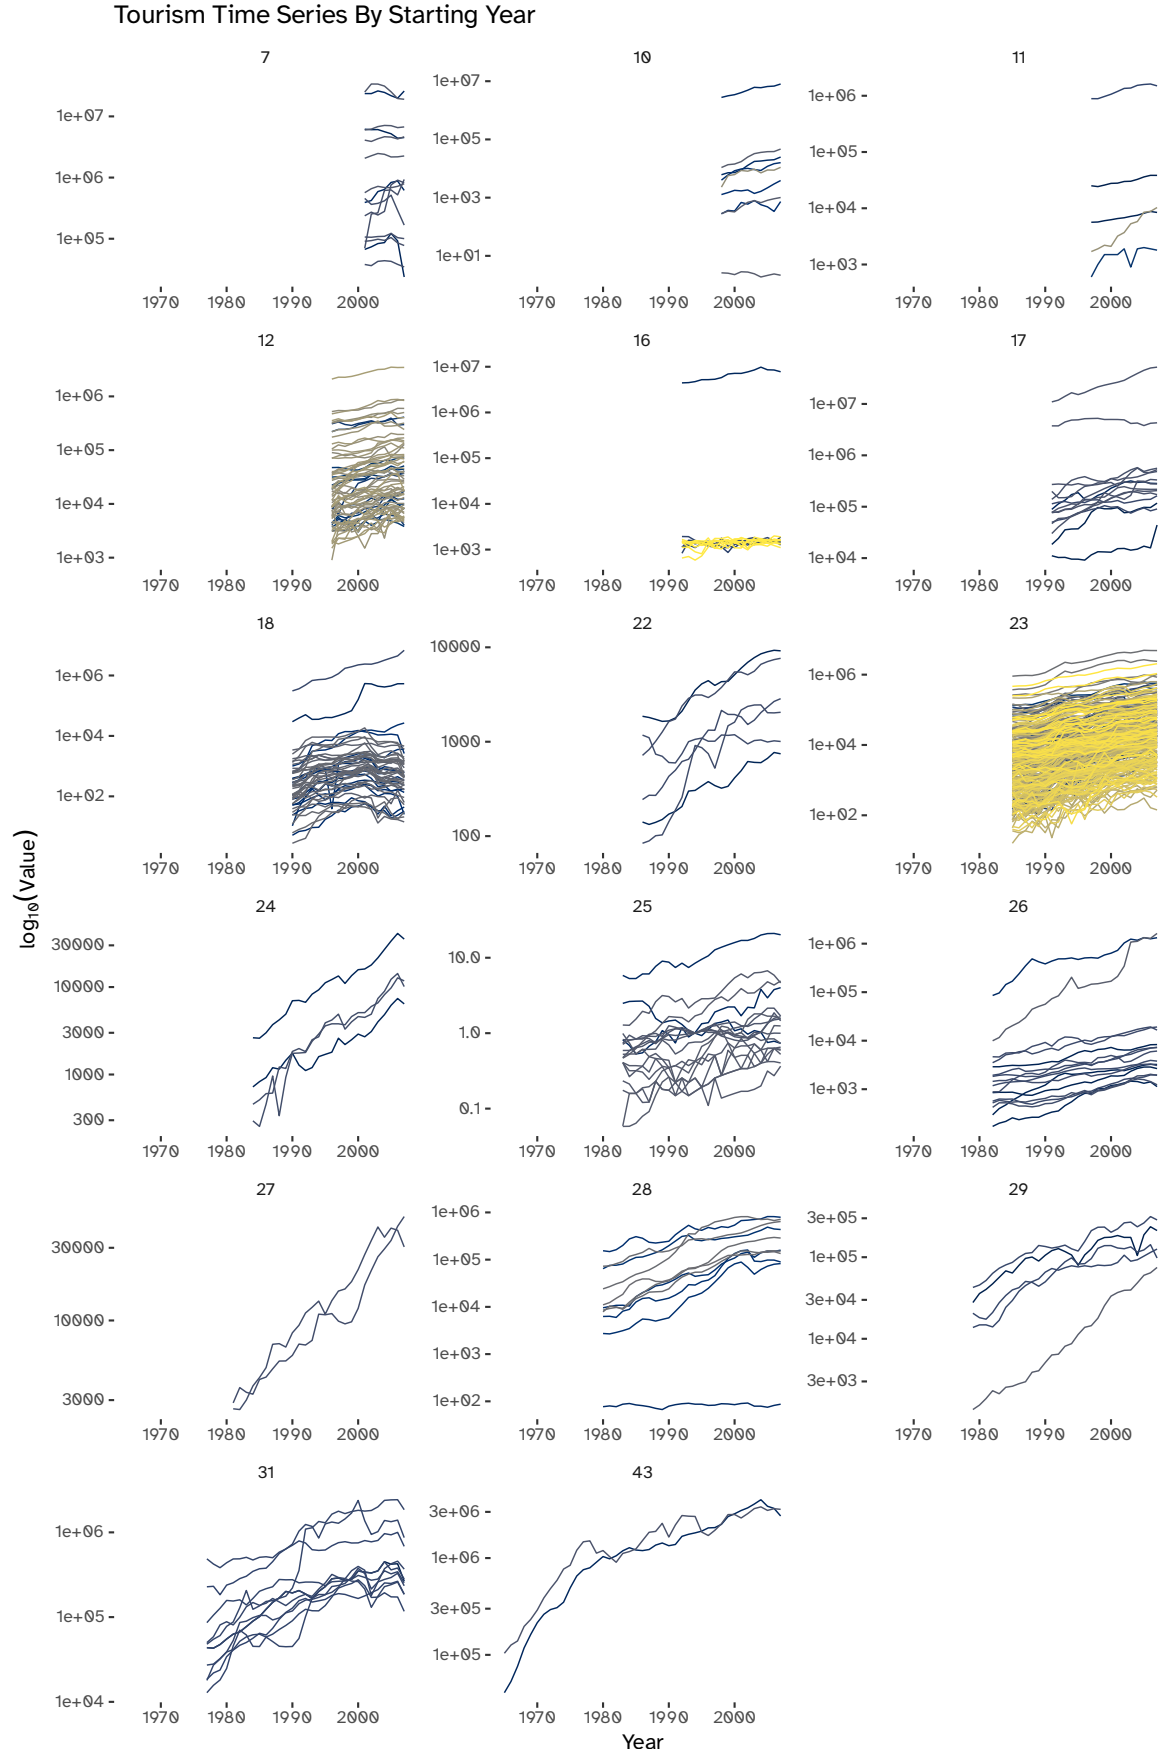 Tourism Time Series By Starting Year
7 10 11
1e+07 1e+06 1e+05
1e+07 1e+05 1e+03 1e+01
1e+06 1e+05 1e+04 1e+03
1970 1980 1990 2000 1970 1980 1990 2000 1970 1980 1990 2000
12 16 17
1e+06 1e+05 1e+04 1e+03
1e+07 1e+06 1e+05 1e+04 1e+03
1e+07 1e+06 1e+05 1e+04
1970 1980 1990 2000 1970 1980 1990 2000 1970 1980 1990 2000
18 22 23
1e+06 1e+04 1e+02
10000 1000 100
1e+06 1e+04 1e+02
1970 1980 1990 2000 1970 1980 1990 2000 1970 1980 1990 2000
log10(Value)
24 25 26
30000 10000 3000 1000 300
10.0 1.0 0.1
1e+06 1e+05 1e+04 1e+03
1970 1980 1990 2000 1970 1980 1990 2000 1970 1980 1990 2000
27 28 29
30000 10000 3000
1e+06 1e+05 1e+04 1e+03 1e+02
3e+05 1e+05 3e+04 1e+04 3e+03
1970 1980 1990 2000 1970 1980 1990 2000 1970 1980 1990 2000
31 43
1e+06 1e+05 1e+04
3e+06 1e+06 3e+05 1e+05
1970 1980 1990 2000 1970 1980 1990 2000
Year